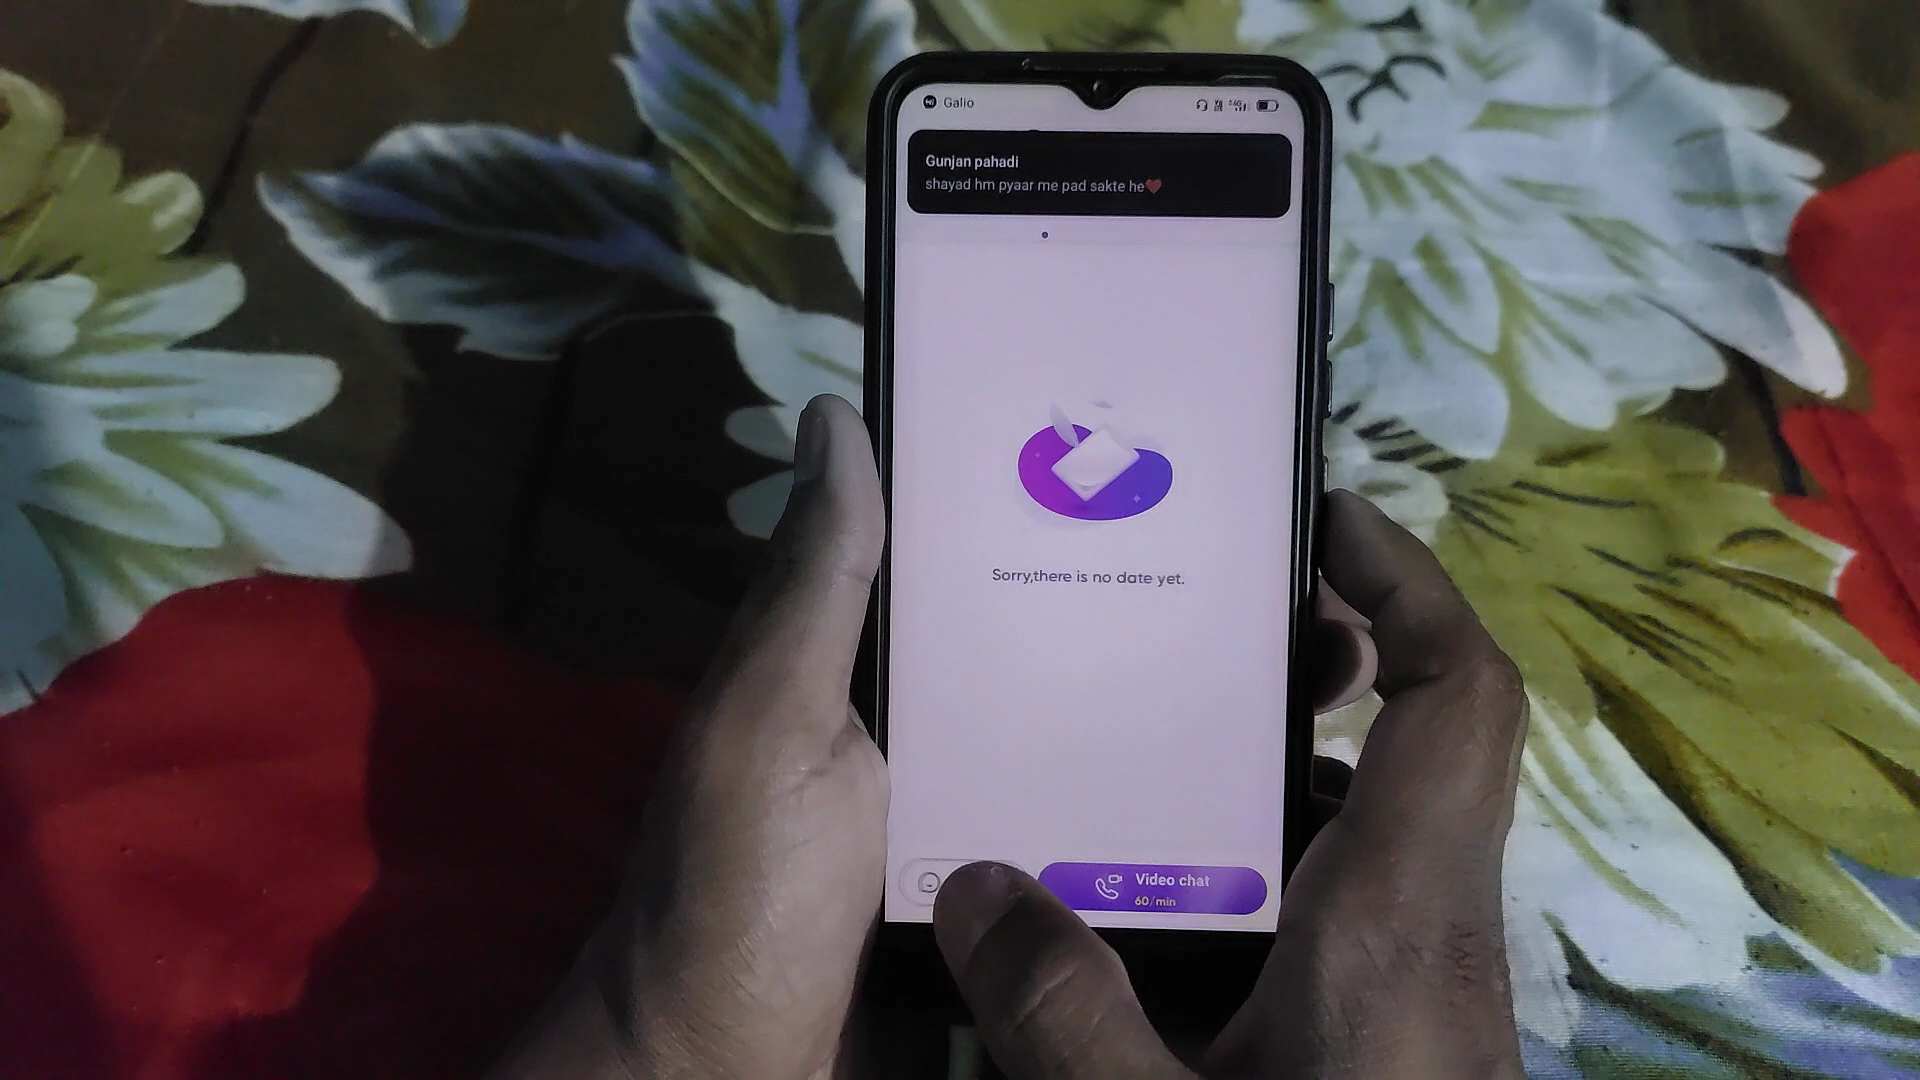 Galio
Gunjan pahadi
shayad hm pyaar me pad sakte he❤️
Sorry,there is no date yet.
Video chat
60/min